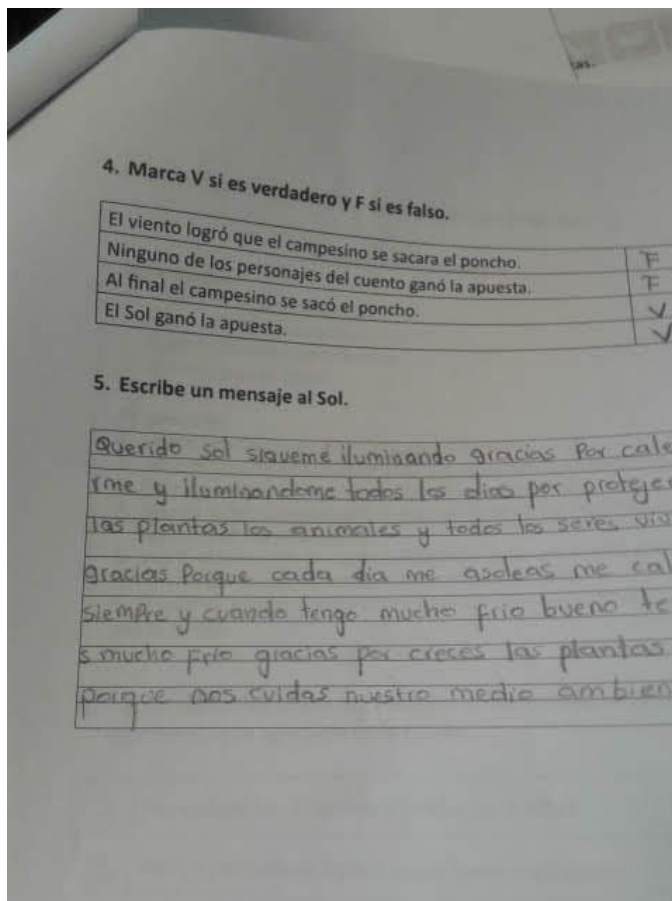 4. Marca V si es verdadero y F si es falso.
El viento logró que el campesino se sacara el poncho. F
Ninguno de los personajes del cuento ganó la apuesta. F
Al final el campesino se sacó el poncho. V
El Sol ganó la apuesta. V
5. Escribe un mensaje al Sol.
Querido sol sigueme iluminando gracias Por cale
rme y iluminandome todos los dias por protejer
las plantas los animales y todos los seres viv
gracias Porque cada dia me asoleas me cal
siempre y cuando tengo mucho frio bueno te
s mucho frio gracias por creces las plantas
porque nos cuidas nuestro medio ambien